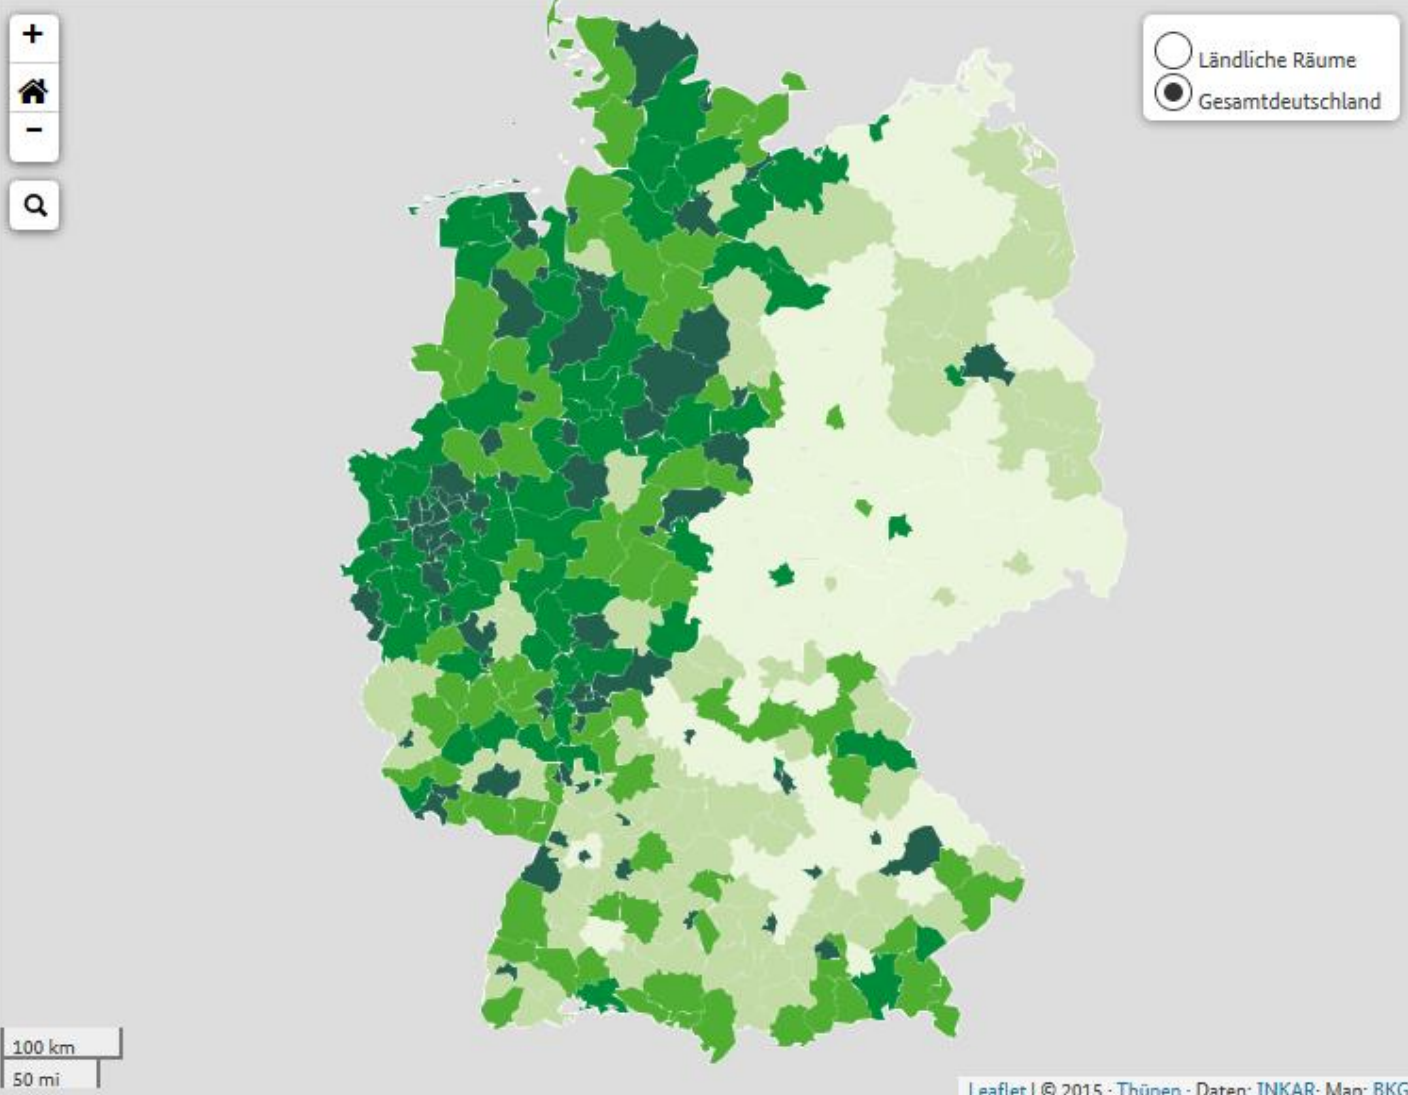 +
−
Ländliche Räume
Gesamtdeutschland
100 km
50 mi
Leaflet | © 2015 · Thünen · Daten: INKAR· Map: BKG